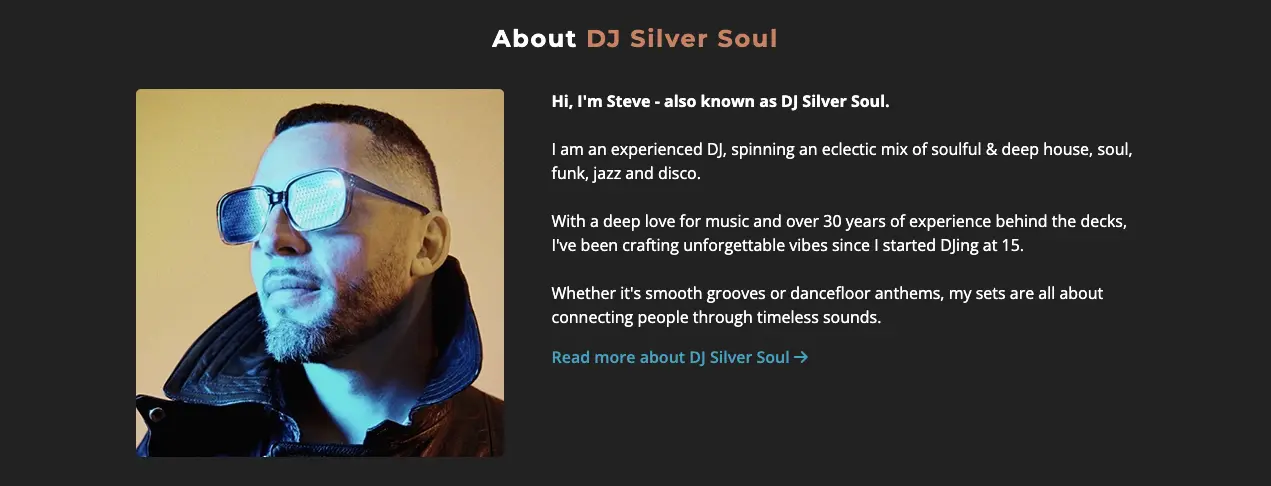 About DJ Silver Soul
Hi, I'm Steve - also known as DJ Silver Soul.
I am an experienced DJ, spinning an eclectic mix of soulful & deep house, soul,
funk, jazz and disco.
With a deep love for music and over 30 years of experience behind the decks,
I've been crafting unforgettable vibes since I started DJing at 15.
Whether it's smooth grooves or dancefloor anthems, my sets are all about
connecting people through timeless sounds.
Read more about DJ Silver Soul →